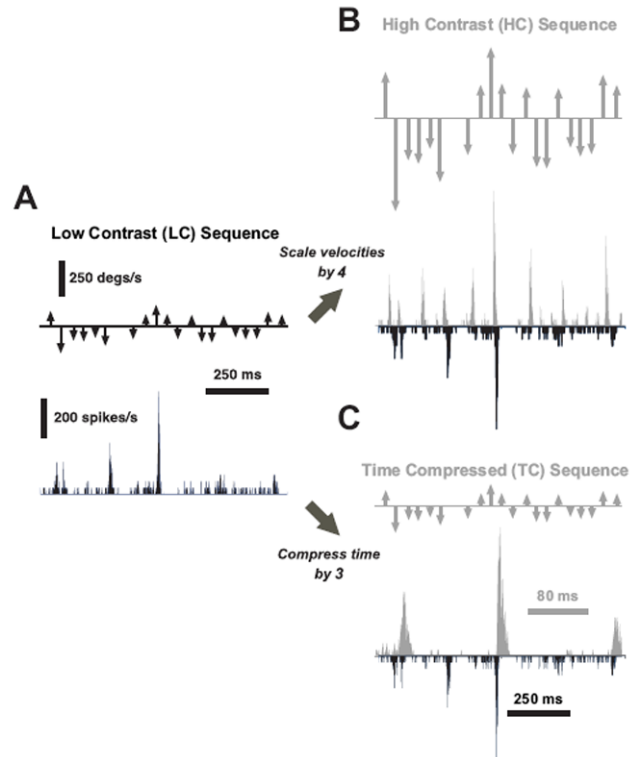 B
High Contrast (HC) Sequence
A
Low Contrast (LC) Sequence
250 degs/s
Scale velocities
by 4
250 ms
200 spikes/s
C
Time Compressed (TC) Sequence
Compress time
by 3
80 ms
250 ms